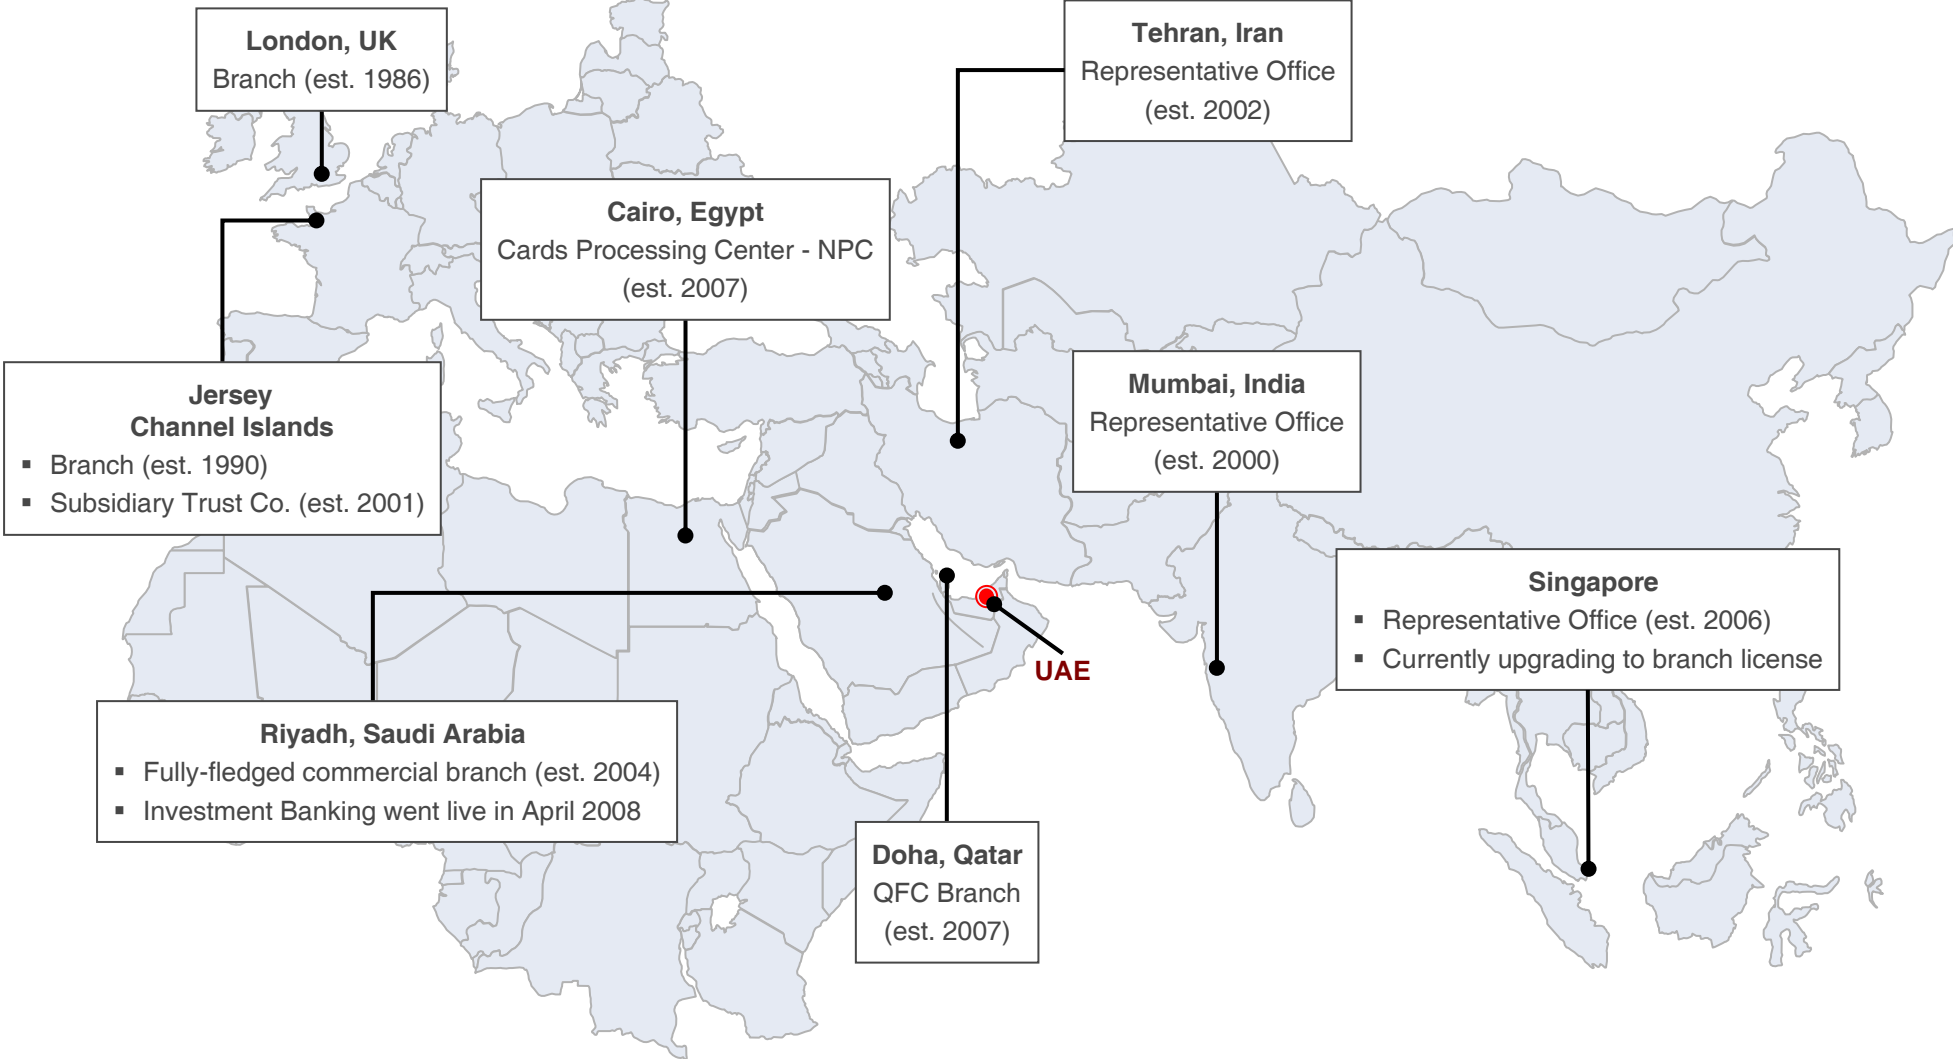 London, UK
Branch (est. 1986)
Tehran, Iran
Representative Office
(est. 2002)
Cairo, Egypt
Cards Processing Center - NPC
(est. 2007)
Jersey
Channel Islands
▪ Branch (est. 1990)
▪ Subsidiary Trust Co. (est. 2001)
Mumbai, India
Representative Office
(est. 2000)
Singapore
▪ Representative Office (est. 2006)
▪ Currently upgrading to branch license
UAE
Riyadh, Saudi Arabia
▪ Fully-fledged commercial branch (est. 2004)
▪ Investment Banking went live in April 2008
Doha, Qatar
QFC Branch
(est. 2007)